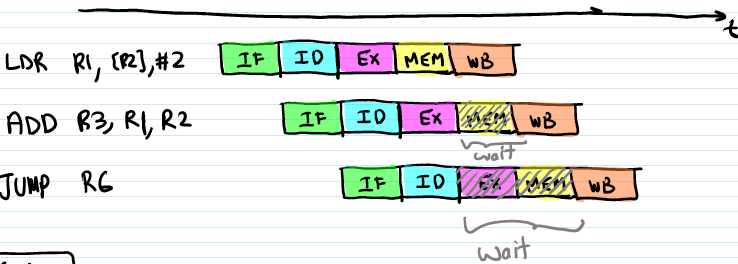 t
LDR R1, [R2], #2 IF ID EX MEM WB
ADD R3, R1, R2 IF ID EX MEM WB
wait
JUMP R6 IF ID EX MEM WB
Wait